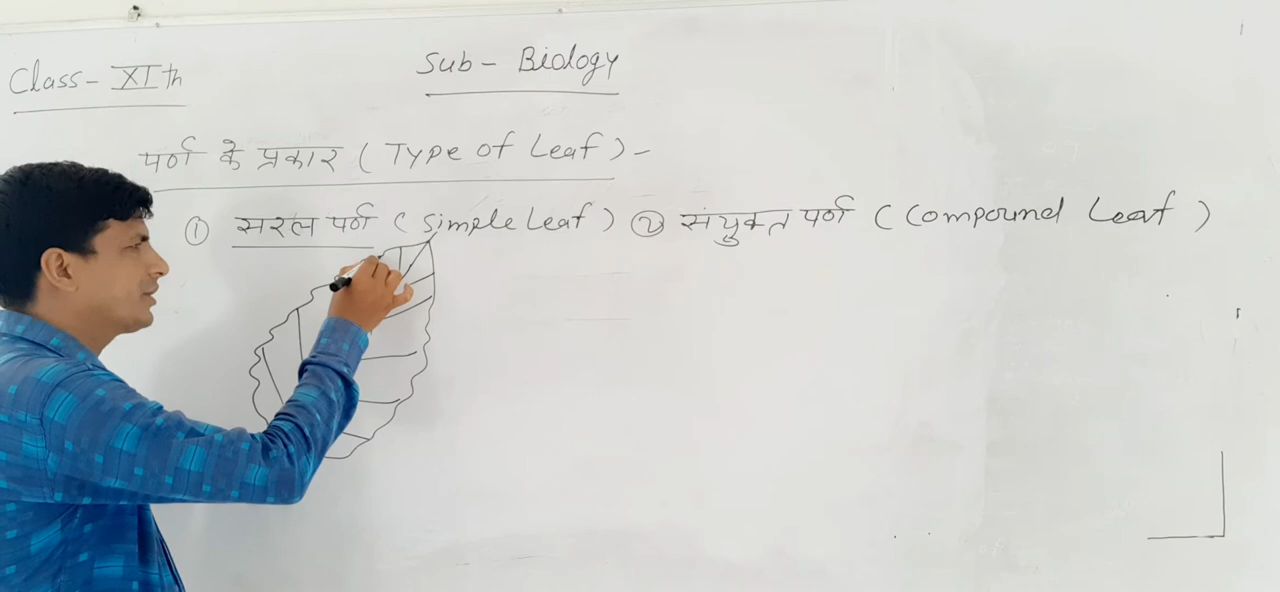 Class - XIth
Sub - Biology
पर्ण के प्रकार ( Type of Leaf ) -
① सरल पर्ण ( Simple Leaf ) ② संयुक्त पर्ण ( Compound Leaf )